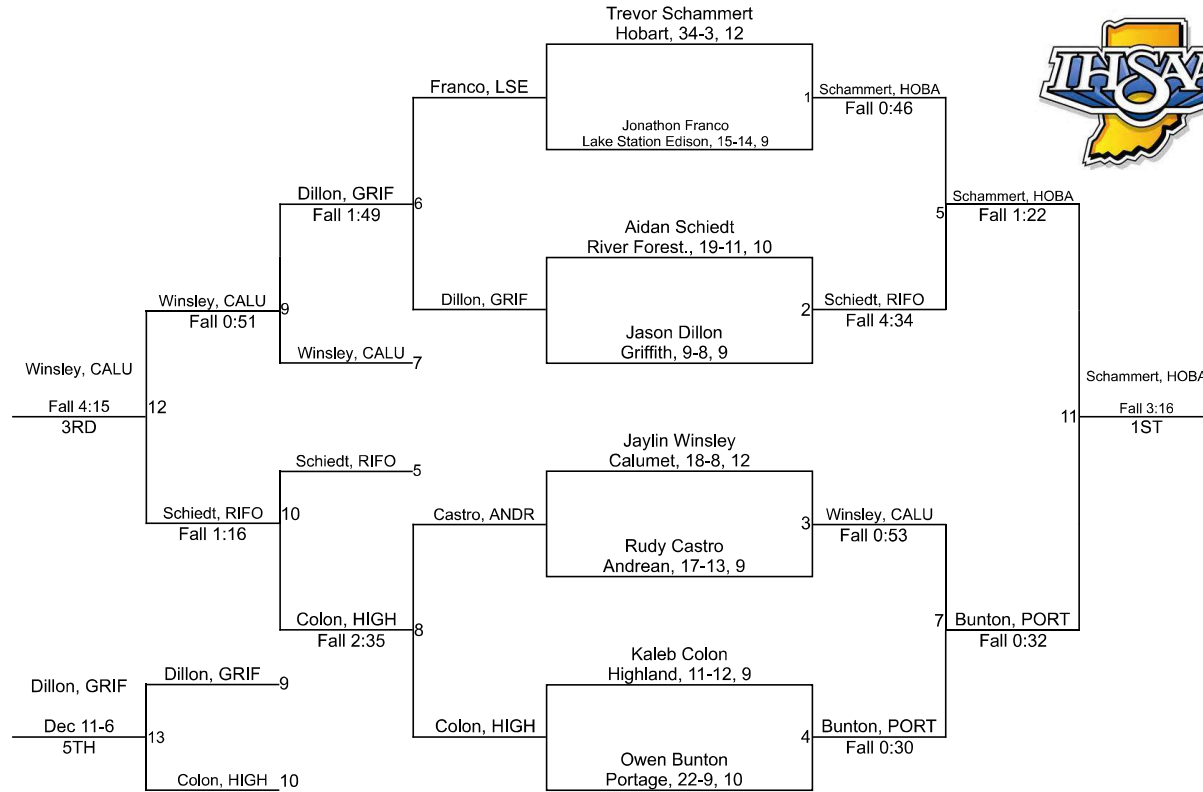 Trevor Schammert
Hobart, 34-3, 12
IHSAA
Franco, LSE
1
Schammert, HOBA
Fall 0:46
Jonathon Franco
Lake Station Edison, 15-14, 9
Dillon, GRIF
Fall 1:49
6
5
Schammert, HOBA
Fall 1:22
Aidan Schiedt
River Forest., 19-11, 10
Winsley, CALU
Fall 0:51
9
Dillon, GRIF
2
Schiedt, RIFO
Fall 4:34
Jason Dillon
Griffith, 9-8, 9
Winsley, CALU
7
Winsley, CALU
Fall 4:15
3RD
12
Schammert, HOBA
11
Fall 3:16
1ST
Jaylin Winsley
Calumet, 18-8, 12
Schiedt, RIFO
5
Schiedt, RIFO
Fall 1:16
10
Castro, ANDR
3
Winsley, CALU
Fall 0:53
Rudy Castro
Andrean, 17-13, 9
Colon, HIGH
Fall 2:35
8
7
Bunton, PORT
Fall 0:32
Kaleb Colon
Highland, 11-12, 9
Dillon, GRIF
Dillon, GRIF
9
Dec 11-6
5TH
13
Colon, HIGH
4
Bunton, PORT
Fall 0:30
Owen Bunton
Portage, 22-9, 10
Colon, HIGH
10